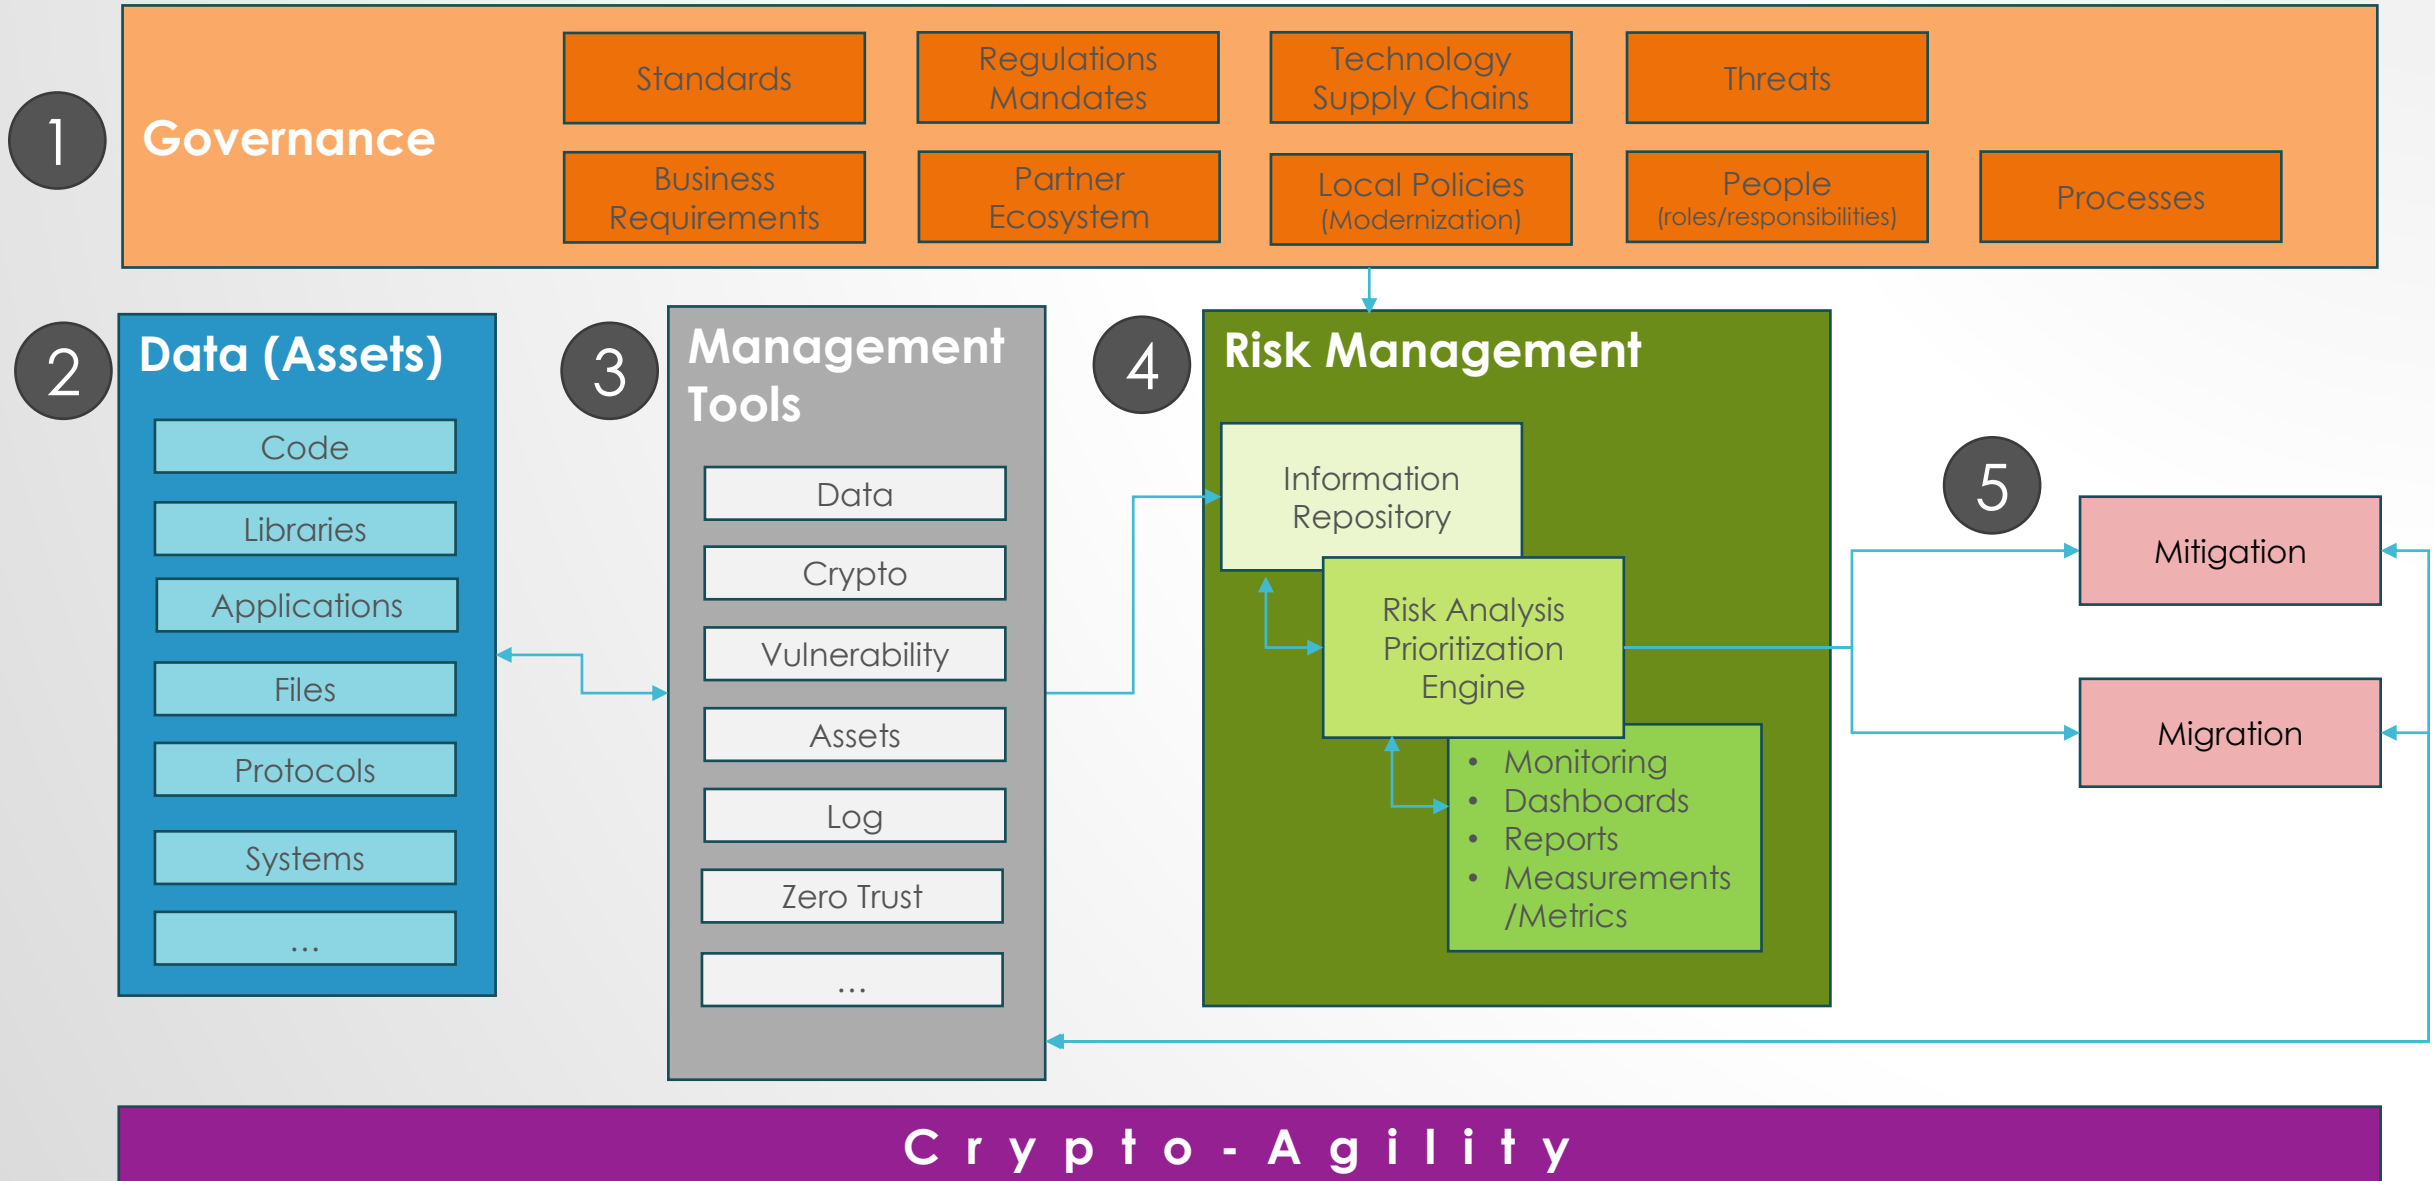 1
Governance
Standards
Regulations
Mandates
Technology
Supply Chains
Threats
Business
Requirements
Partner
Ecosystem
Local Policies
(Modernization)
People
(roles/responsibilities)
Processes
2
Data (Assets)
Code
Libraries
Applications
Files
Protocols
Systems
...
3
Management
Tools
Data
Crypto
Vulnerability
Assets
Log
Zero Trust
...
4
Risk Management
Information
Repository
Risk Analysis
Prioritization
Engine
• Monitoring
• Dashboards
• Reports
• Measurements
/Metrics
5
Mitigation
Migration
Crypto-Agility